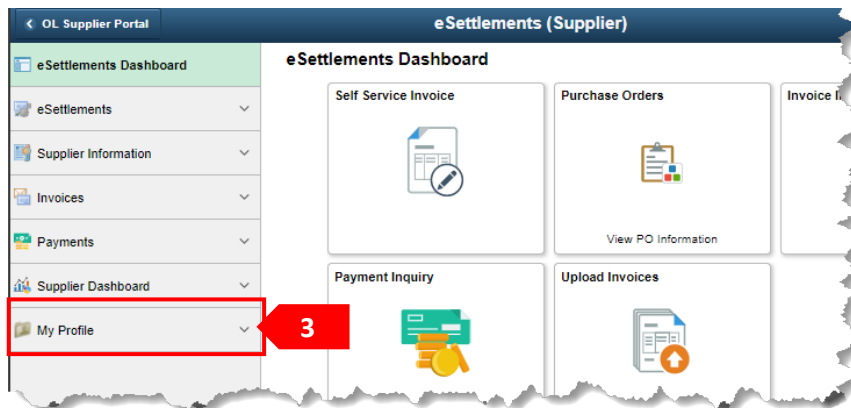 OL Supplier Portal
eSettlements (Supplier)
eSettlements Dashboard
eSettlements
Supplier Information
Invoices
Payments
Supplier Dashboard
My Profile
3
eSettlements Dashboard
Self Service Invoice
Purchase Orders
Invoice
View PO Information
Payment Inquiry
Upload Invoices